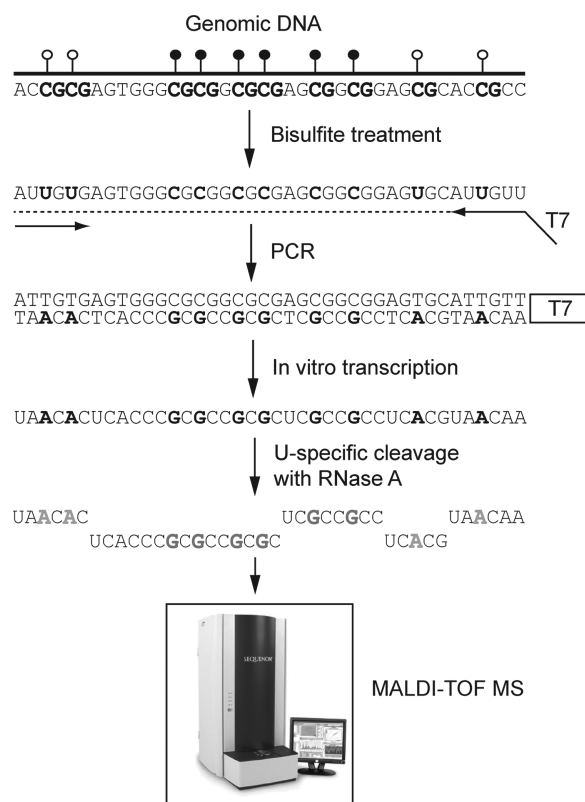 Genomic DNA
ACCGCGAGTGGGCGCGGCGCGAGCGGCGGAGCGCACCGCC
Bisulfite treatment
AUUGUGAGTGGGCGCGGCGCGAGCGGCGGAGUGCAUUGUU
T7
PCR
ATTGTGAGTGGGCGCGGCGCGAGCGGCGGAGTGCATTGTT
TAACACTCACCCGCGCCGCGCTCGCCGCCTCACGTAACAA
T7
In vitro transcription
UAACACUCACCCGCGCCGCGCUCGCCGCCUCACGUAACAA
U-specific cleavage
with RNase A
UAACAC UCGCCGCC UAACAA
UCACCCGCGCCGCGC UCACG
SEQUENOM
MALDI-TOF MS